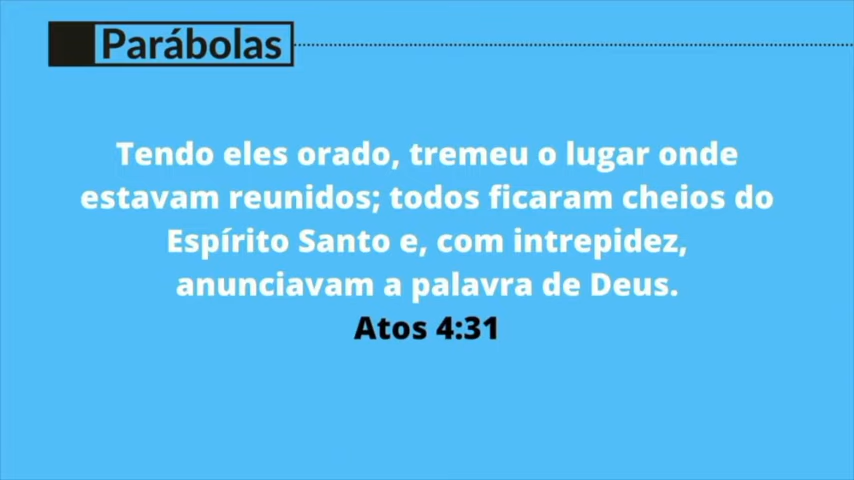 Parábolas
Tendo eles orado, tremeu o lugar onde
estavam reunidos; todos ficaram cheios do
Espírito Santo e, com intrepidez,
anunciavam a palavra de Deus.
Atos 4:31